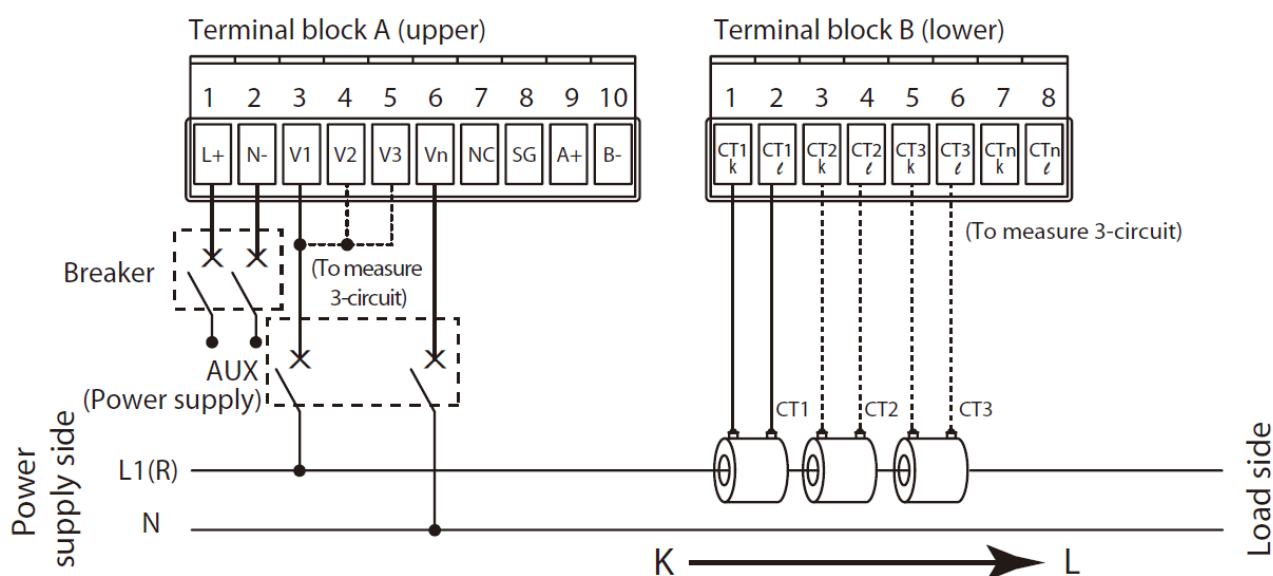 Terminal block A (upper)
Terminal block B (lower)
1 2 3 4 5 6 7 8 9 10
L+ N- V1 V2 V3 Vn NC SG A+ B-
1 2 3 4 5 6 7 8
CT1 CT1 CT2 CT2 CT3 CT3 CTn CTn
k ℓ k ℓ k ℓ k ℓ
(To measure 3-circuit)
Breaker
(To measure
3-circuit)
AUX
(Power supply)
CT1 CT2 CT3
Power
supply side
L1(R)
N
Load side
K L